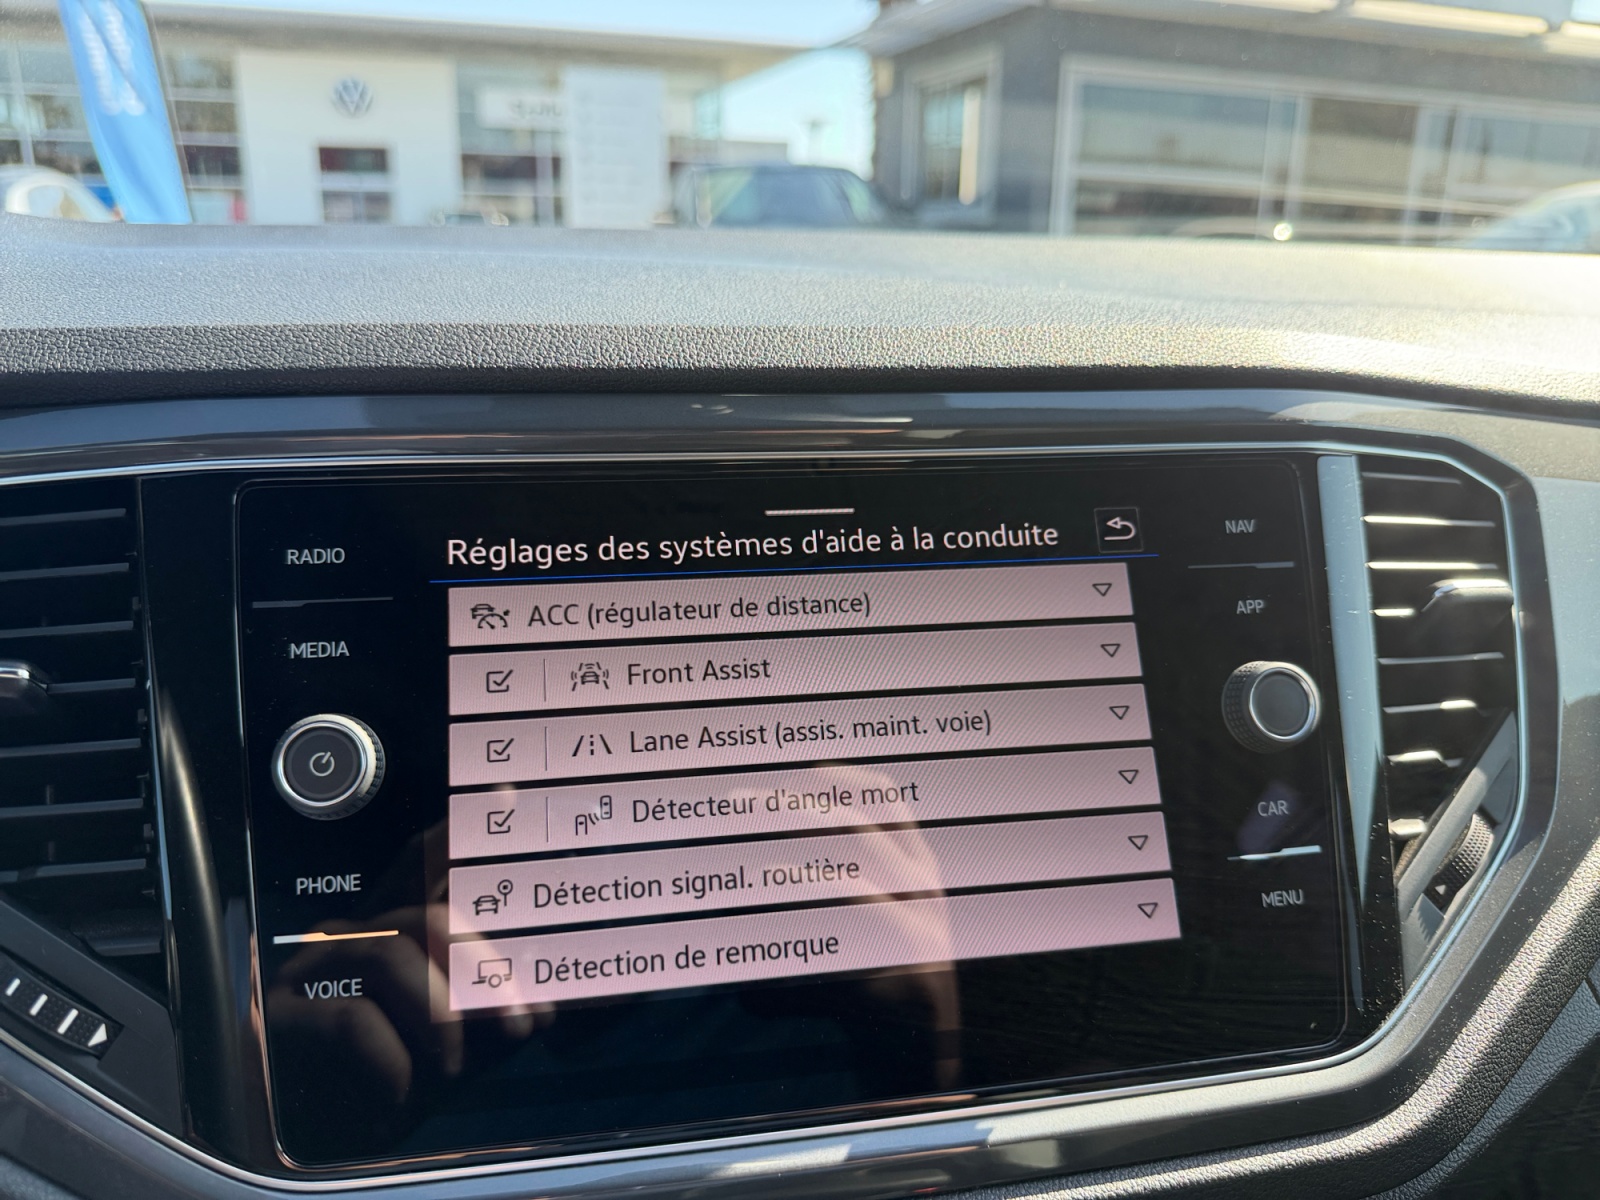 RADIO
MEDIA
PHONE
VOICE
Réglages des systèmes d'aide à la conduite
ACC (régulateur de distance)
Front Assist
Lane Assist (assis. maint. voie)
Détecteur d'angle mort
Détection signal. routière
Détection de remorque
NAV
APP
CAR
MENU